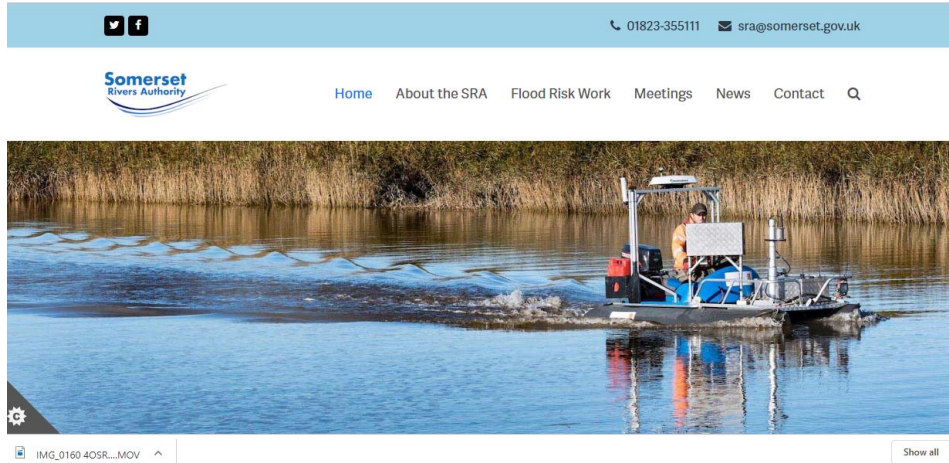 01823-355111 sra@somerset.gov.uk
Somerset
Rivers Authority
Home About the SRA Flood Risk Work Meetings News Contact
IMG_0160 4OSR....MOV Show all